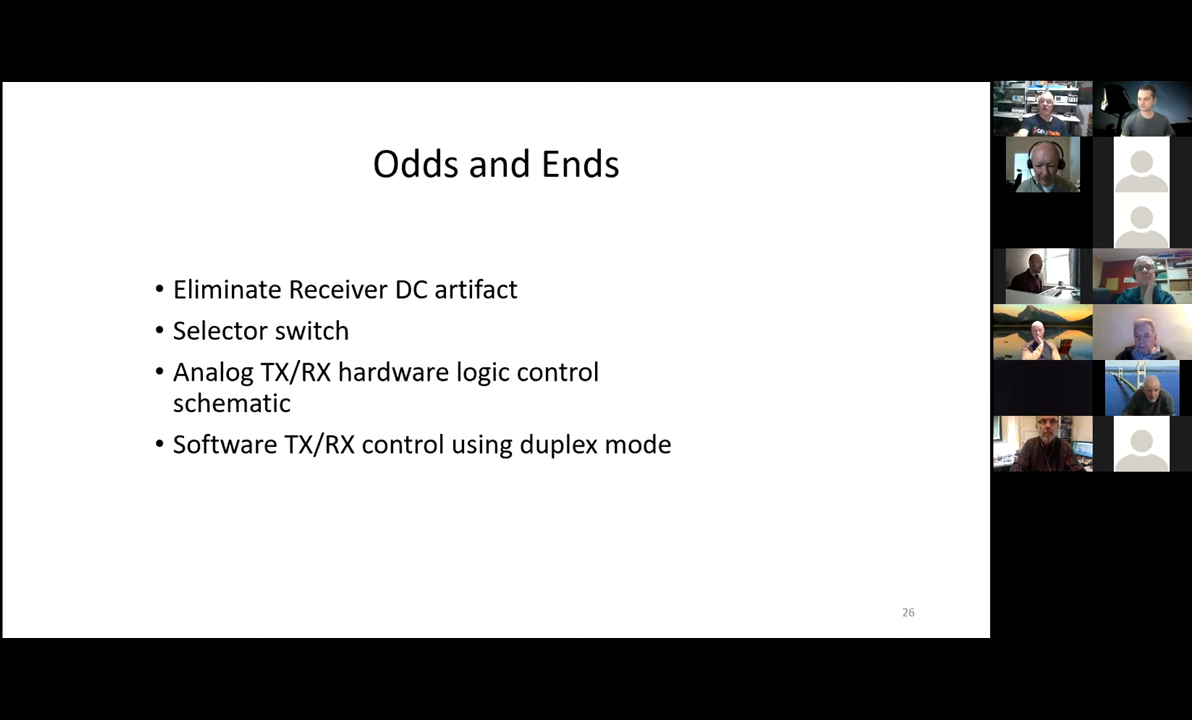 Odds and Ends
• Eliminate Receiver DC artifact
• Selector switch
• Analog TX/RX hardware logic control
schematic
• Software TX/RX control using duplex mode
26